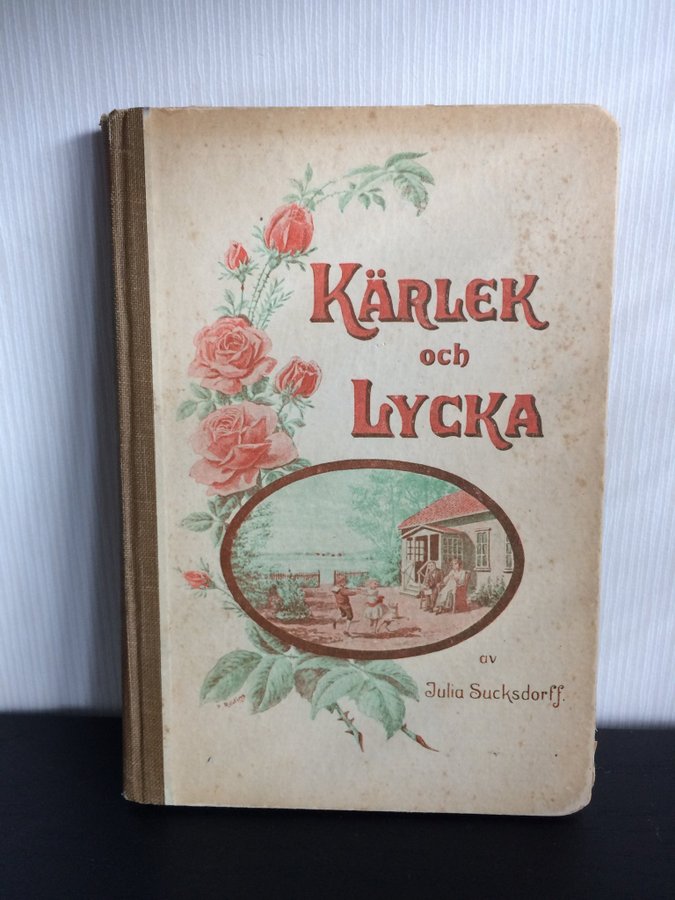 KÄRLEK
och
LYCKA
av
Julia Sucksdorff.